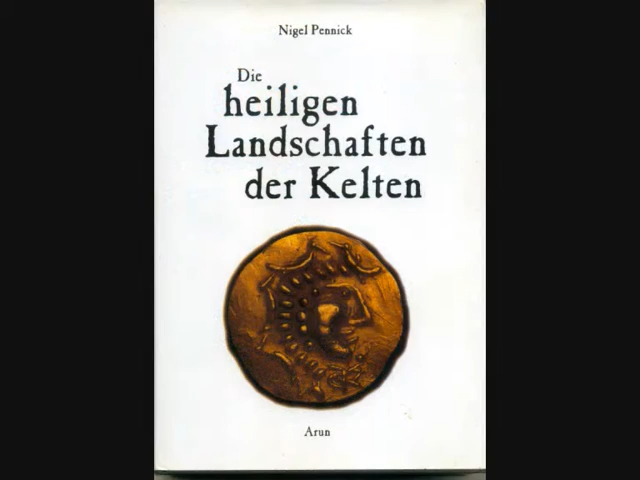 Nigel Pennick
Die
heiligen
Landschaften
der Kelten
Arun